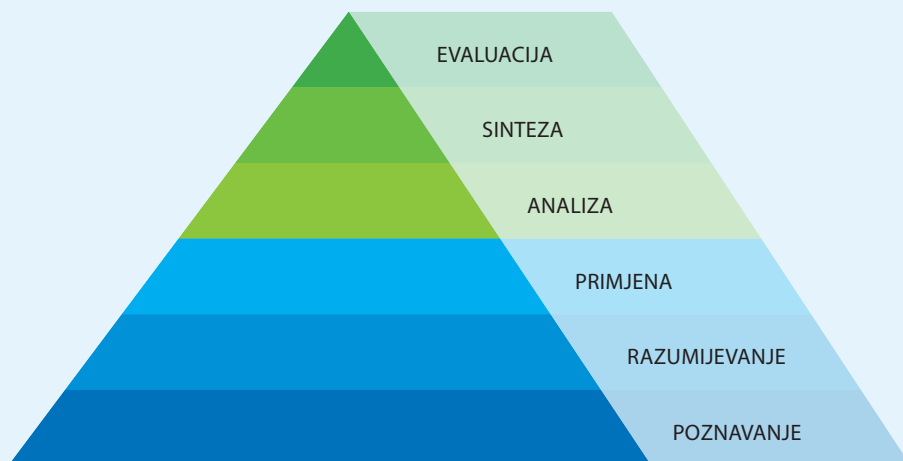 EVALUACIJA
SINTEZA
ANALIZA
PRIMJENA
RAZUMIJEVANJE
POZNAVANJE